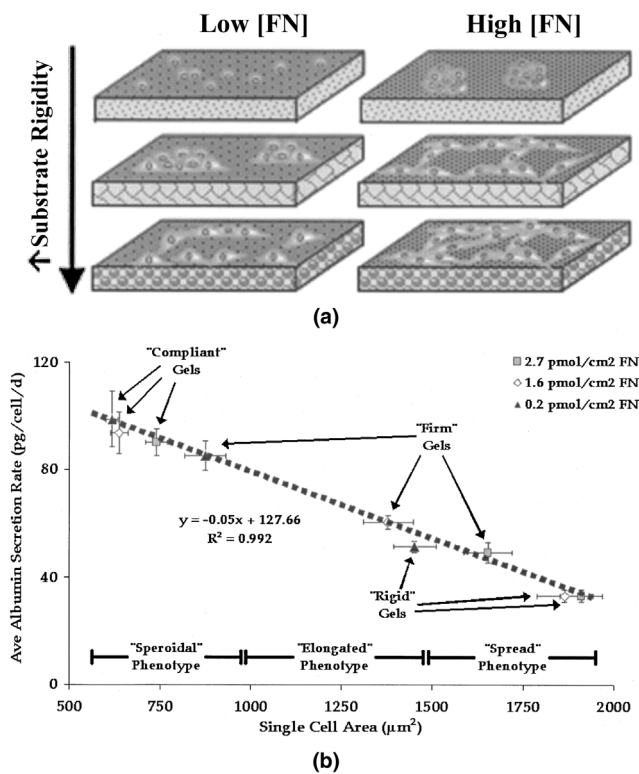 Low [FN]
High [FN]
↑Substrate Rigidity
(a)
120
80
40
0
Ave Albumin Secretion Rate (pg/cell/d)
"Compliant"
Gels
2.7 pmol/cm2 FN
1.6 pmol/cm2 FN
0.2 pmol/cm2 FN
"Firm"
Gels
y = –0.05x + 127.66
R² = 0.992
"Rigid"
Gels
"Speroidal"
Phenotype
"Elongated"
Phenotype
"Spread"
Phenotype
500
750
1000
1250
1500
1750
2000
Single Cell Area (μm²)
(b)